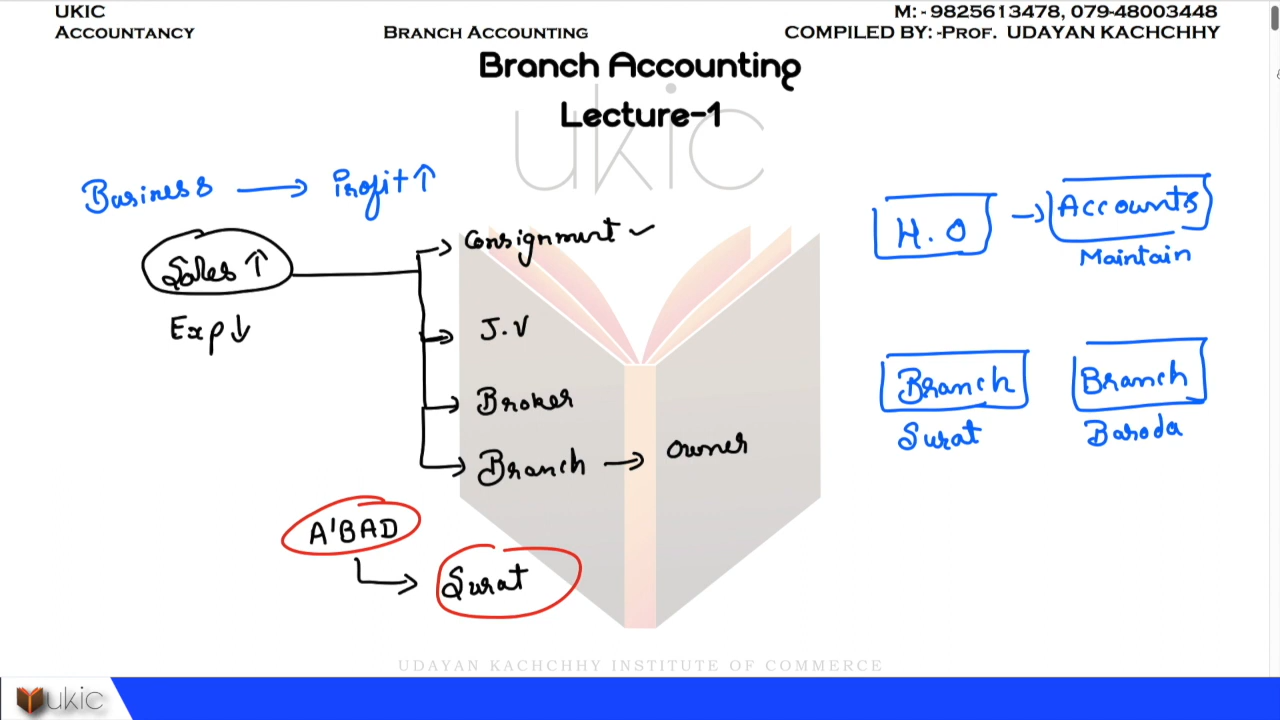 UKIC
ACCOUNTANCY
BRANCH ACCOUNTING
M: - 9825613478, 079-48003448
COMPILED BY: -PROF. UDAYAN KACHCHHY
Branch Accounting
Lecture-1
ukic
Business → Profit ↑
Sales ↑
Exp ↓
Consignment ✓
J.V
Broker
Branch → Owner
A'BAD
Surat
H.O → Accounts
Maintain
Branch
Surat
Branch
Baroda
UDAYAN KACHCHHY INSTITUTE OF COMMERCE
ukic